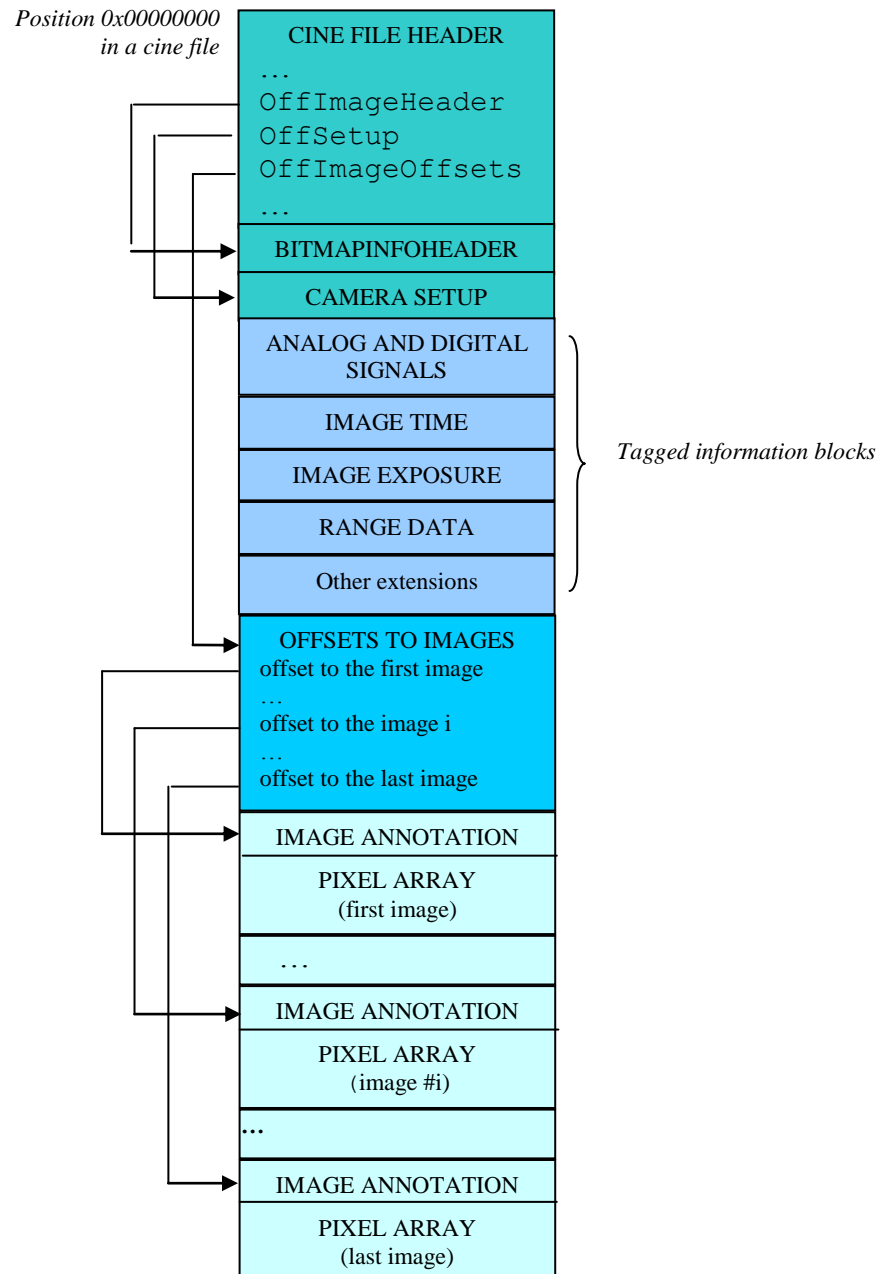 Position 0x00000000
in a cine file
CINE FILE HEADER
...
OffImageHeader
OffSetup
OffImageOffsets
...
BITMAPINFOHEADER
CAMERA SETUP
ANALOG AND DIGITAL
SIGNALS
IMAGE TIME
IMAGE EXPOSURE
RANGE DATA
Other extensions
Tagged information blocks
OFFSETS TO IMAGES
offset to the first image
...
offset to the image i
...
offset to the last image
IMAGE ANNOTATION
PIXEL ARRAY
(first image)
...
IMAGE ANNOTATION
PIXEL ARRAY
(image #i)
...
IMAGE ANNOTATION
PIXEL ARRAY
(last image)